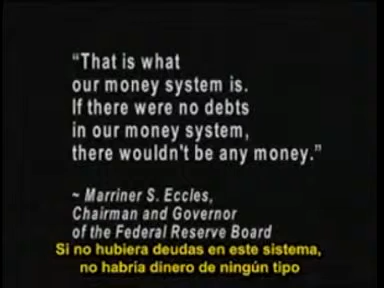 “That is what
our money system is.
If there were no debts
in our money system,
there wouldn't be any money.”
~ Marriner S. Eccles,
Chairman and Governor
of the Federal Reserve Board
Si no hubiera deudas en este sistema,
no habría dinero de ningún tipo